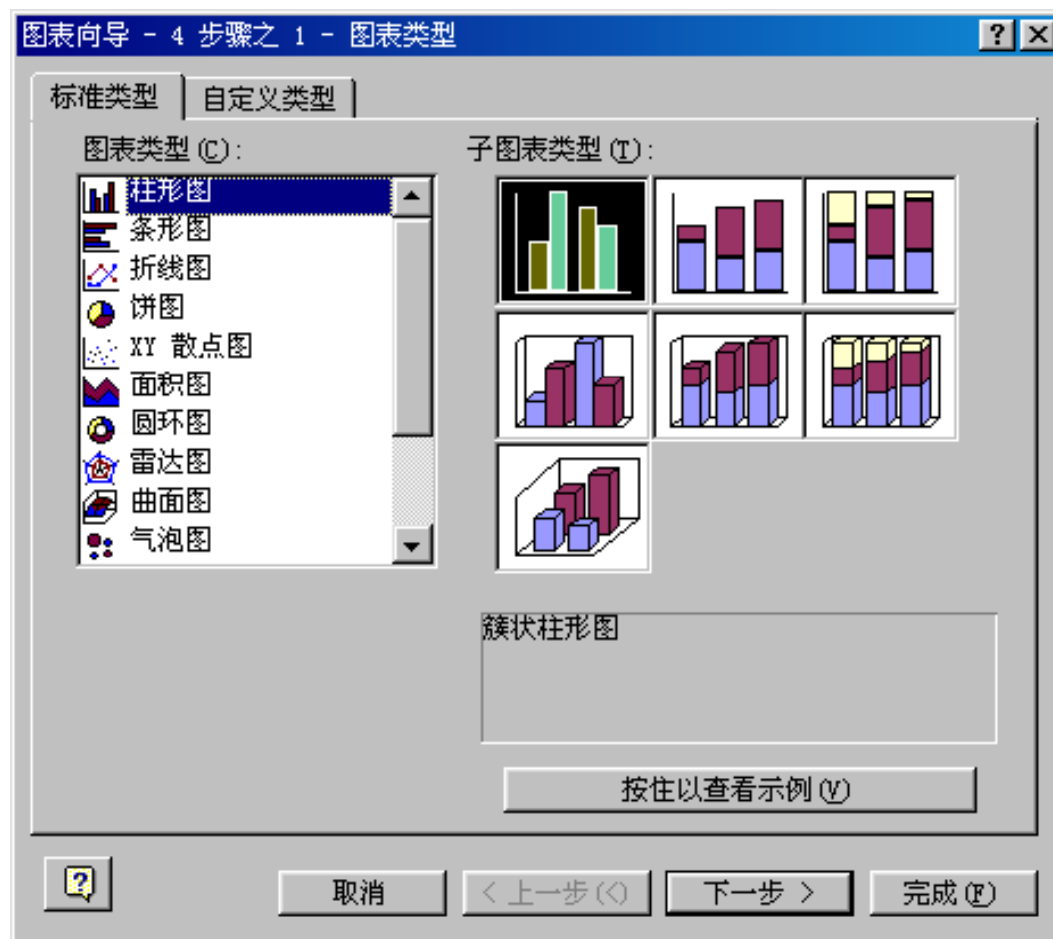 图表向导 - 4 步骤之 1 - 图表类型
标准类型 自定义类型
图表类型(C):
柱形图
条形图
折线图
饼图
XY 散点图
面积图
圆环图
雷达图
曲面图
气泡图
子图表类型(T):
簇状柱形图
按住以查看示例(V)
取消 < 上一步(<) 下一步 > 完成(F)